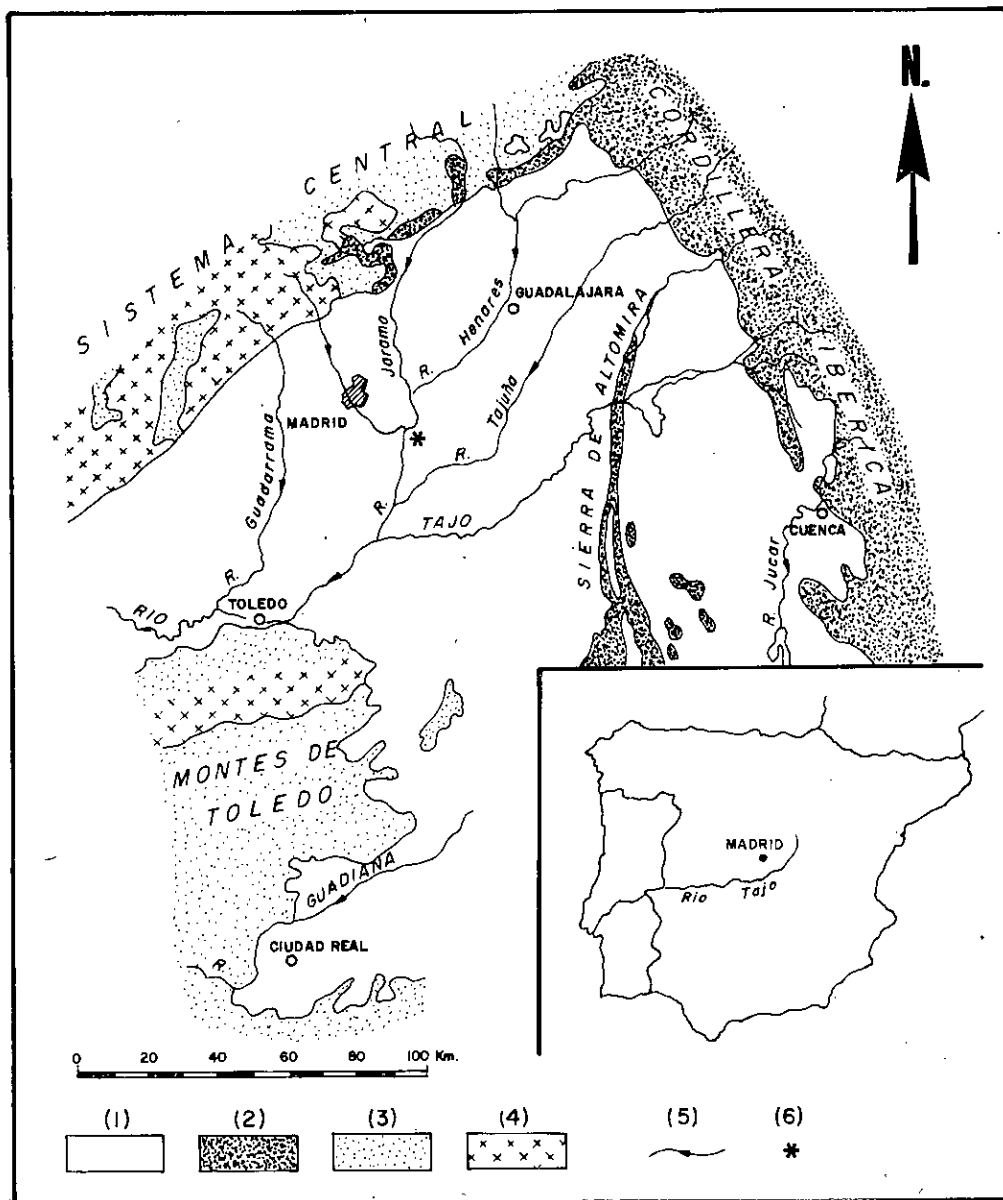 N.
SISTEMA CENTRAL
CORDILLERA IBERICA
GUADALAJARA
R. Henares
R. Jarama
R. Tajuña
SIERRA DE ALTOMIRA
MADRID
R. Guadarrama
TAJO
CUENCA
R. Jucar
RIO
TOLEDO
MONTES DE
TOLEDO
R. GUADIANA
CIUDAD REAL
MADRID
Rio Tajo
0 20 40 60 80 100 Km.
(1) (2) (3) (4) (5) (6)
*